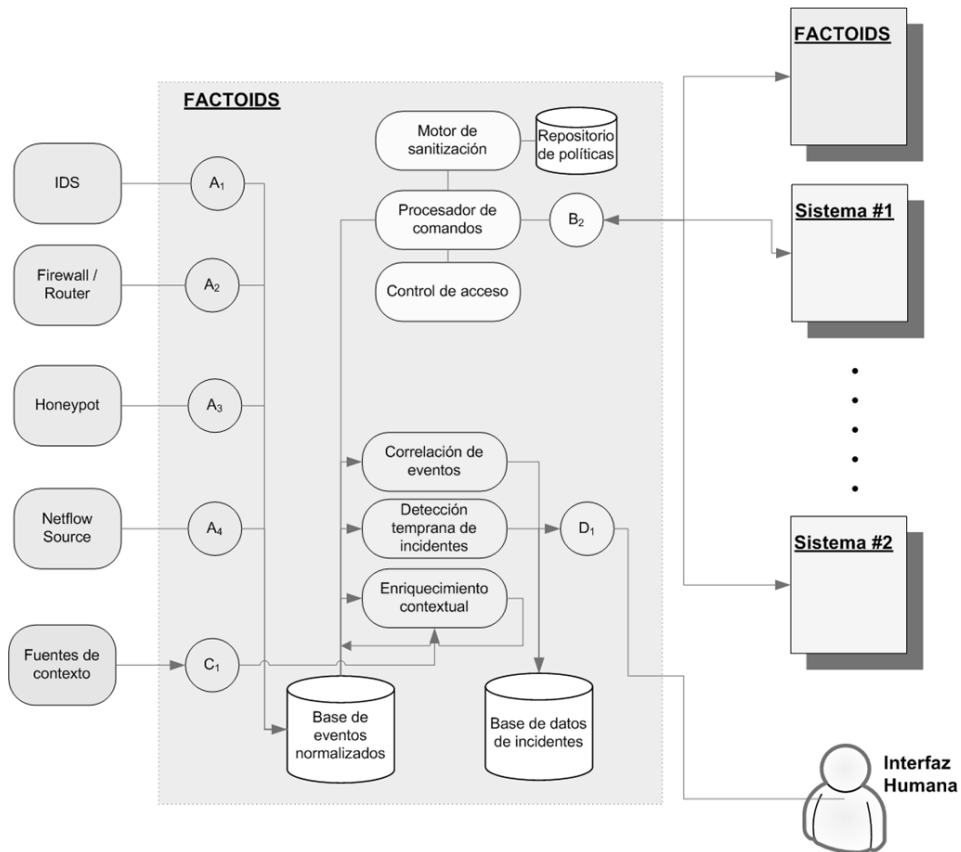 FACTOIDS
FACTOIDS
Motor de
sanitización
Repositorio
de políticas
IDS
A1
Procesador de
comandos
B2
Sistema #1
Firewall /
Router
A2
Control de acceso
Honeypot
A3
Correlación de
eventos
Netflow
Source
A4
Detección
temprana de
incidentes
D1
Sistema #2
Enriquecimiento
contextual
Fuentes de
contexto
C1
Base de
eventos
normalizados
Base de datos
de incidentes
Interfaz
Humana